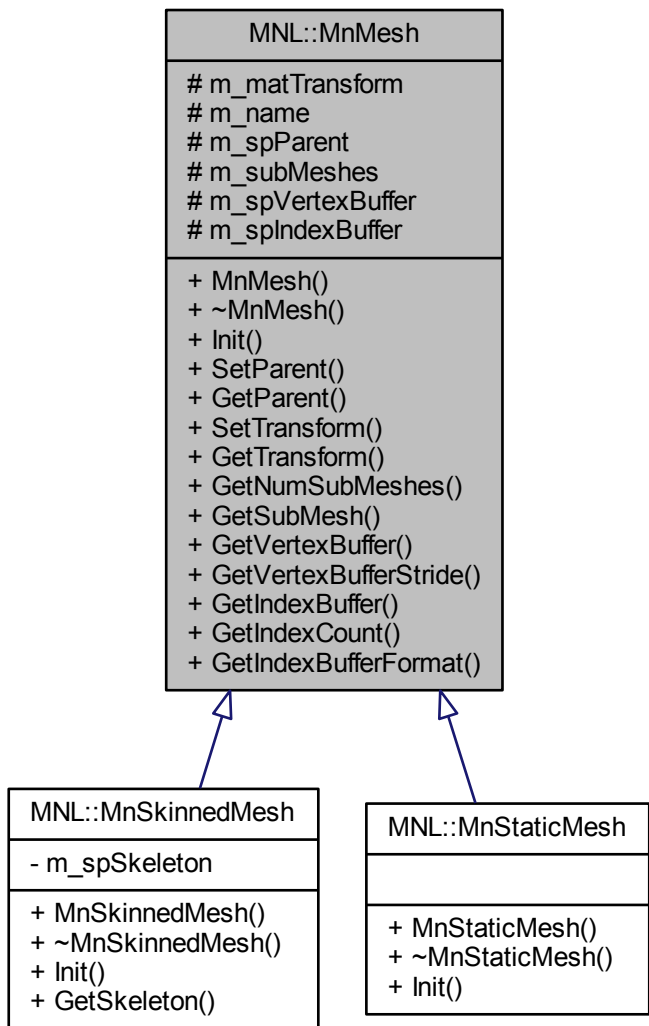 MNL::MnMesh
# m_matTransform
# m_name
# m_spParent
# m_subMeshes
# m_spVertexBuffer
# m_spIndexBuffer
+ MnMesh()
+ ~MnMesh()
+ Init()
+ SetParent()
+ GetParent()
+ SetTransform()
+ GetTransform()
+ GetNumSubMeshes()
+ GetSubMesh()
+ GetVertexBuffer()
+ GetVertexBufferStride()
+ GetIndexBuffer()
+ GetIndexCount()
+ GetIndexBufferFormat()
MNL::MnSkinnedMesh
- m_spSkeleton
+ MnSkinnedMesh()
+ ~MnSkinnedMesh()
+ Init()
+ GetSkeleton()
MNL::MnStaticMesh
+ MnStaticMesh()
+ ~MnStaticMesh()
+ Init()